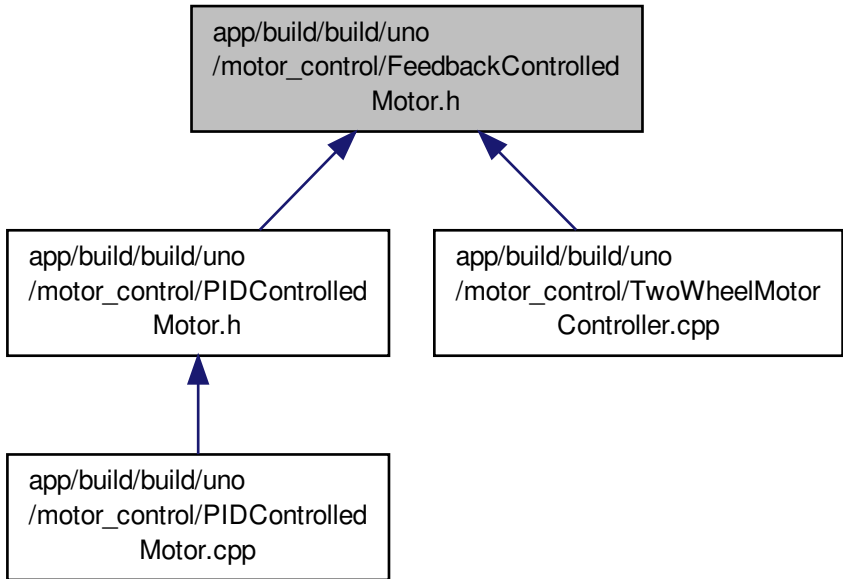 app/build/build/uno
/motor_control/FeedbackControlled
Motor.h
app/build/build/uno
/motor_control/PIDControlled
Motor.h
app/build/build/uno
/motor_control/TwoWheelMotor
Controller.cpp
app/build/build/uno
/motor_control/PIDControlled
Motor.cpp